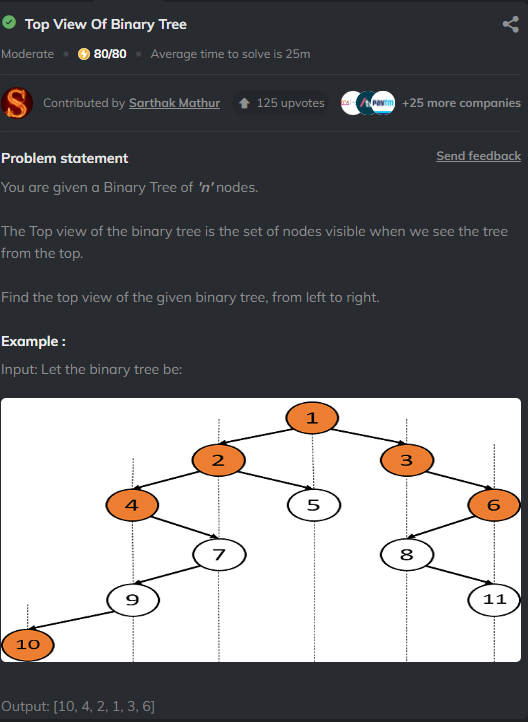 Top View Of Binary Tree
Moderate 80/80 Average time to solve is 25m
Contributed by Sarthak Mathur 125 upvotes Paytm +25 more companies
Problem statement Send feedback
You are given a Binary Tree of 'n' nodes.
The Top view of the binary tree is the set of nodes visible when we see the tree
from the top.
Find the top view of the given binary tree, from left to right.
Example :
Input: Let the binary tree be:
1
2 3
4 5 6
7 8
9 11
10
Output: [10, 4, 2, 1, 3, 6]